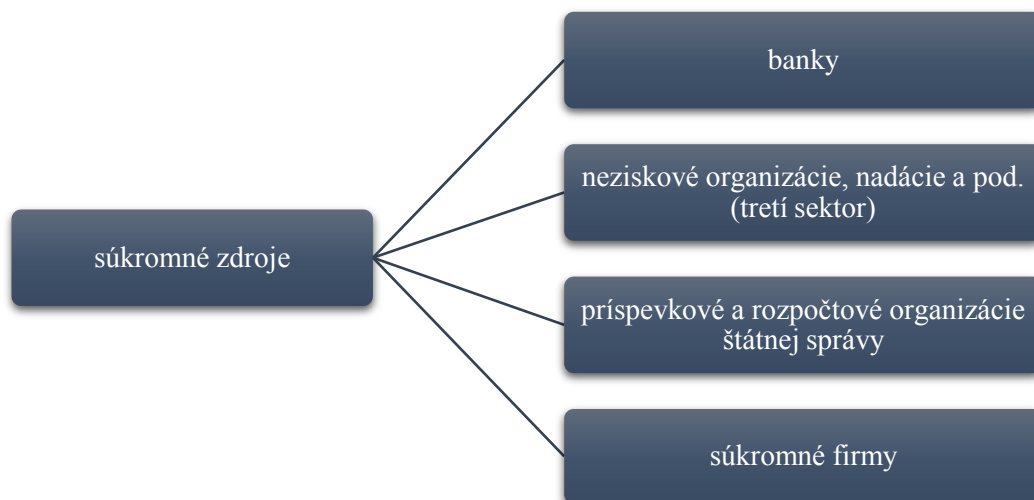 banky
neziskové organizácie, nadácie a pod.
(tretí sektor)
súkromné zdroje
príspevkové a rozpočtové organizácie
štátnej správy
súkromné firmy